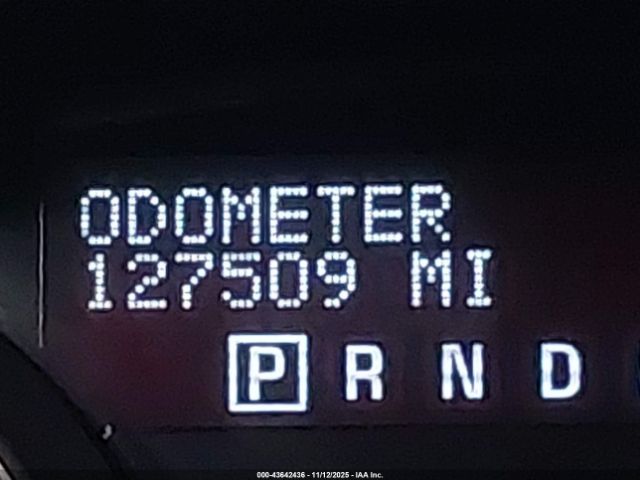 ODOMETER
127509 MI
P R N D
000-43642436 - 11/12/2025 - IAA Inc.